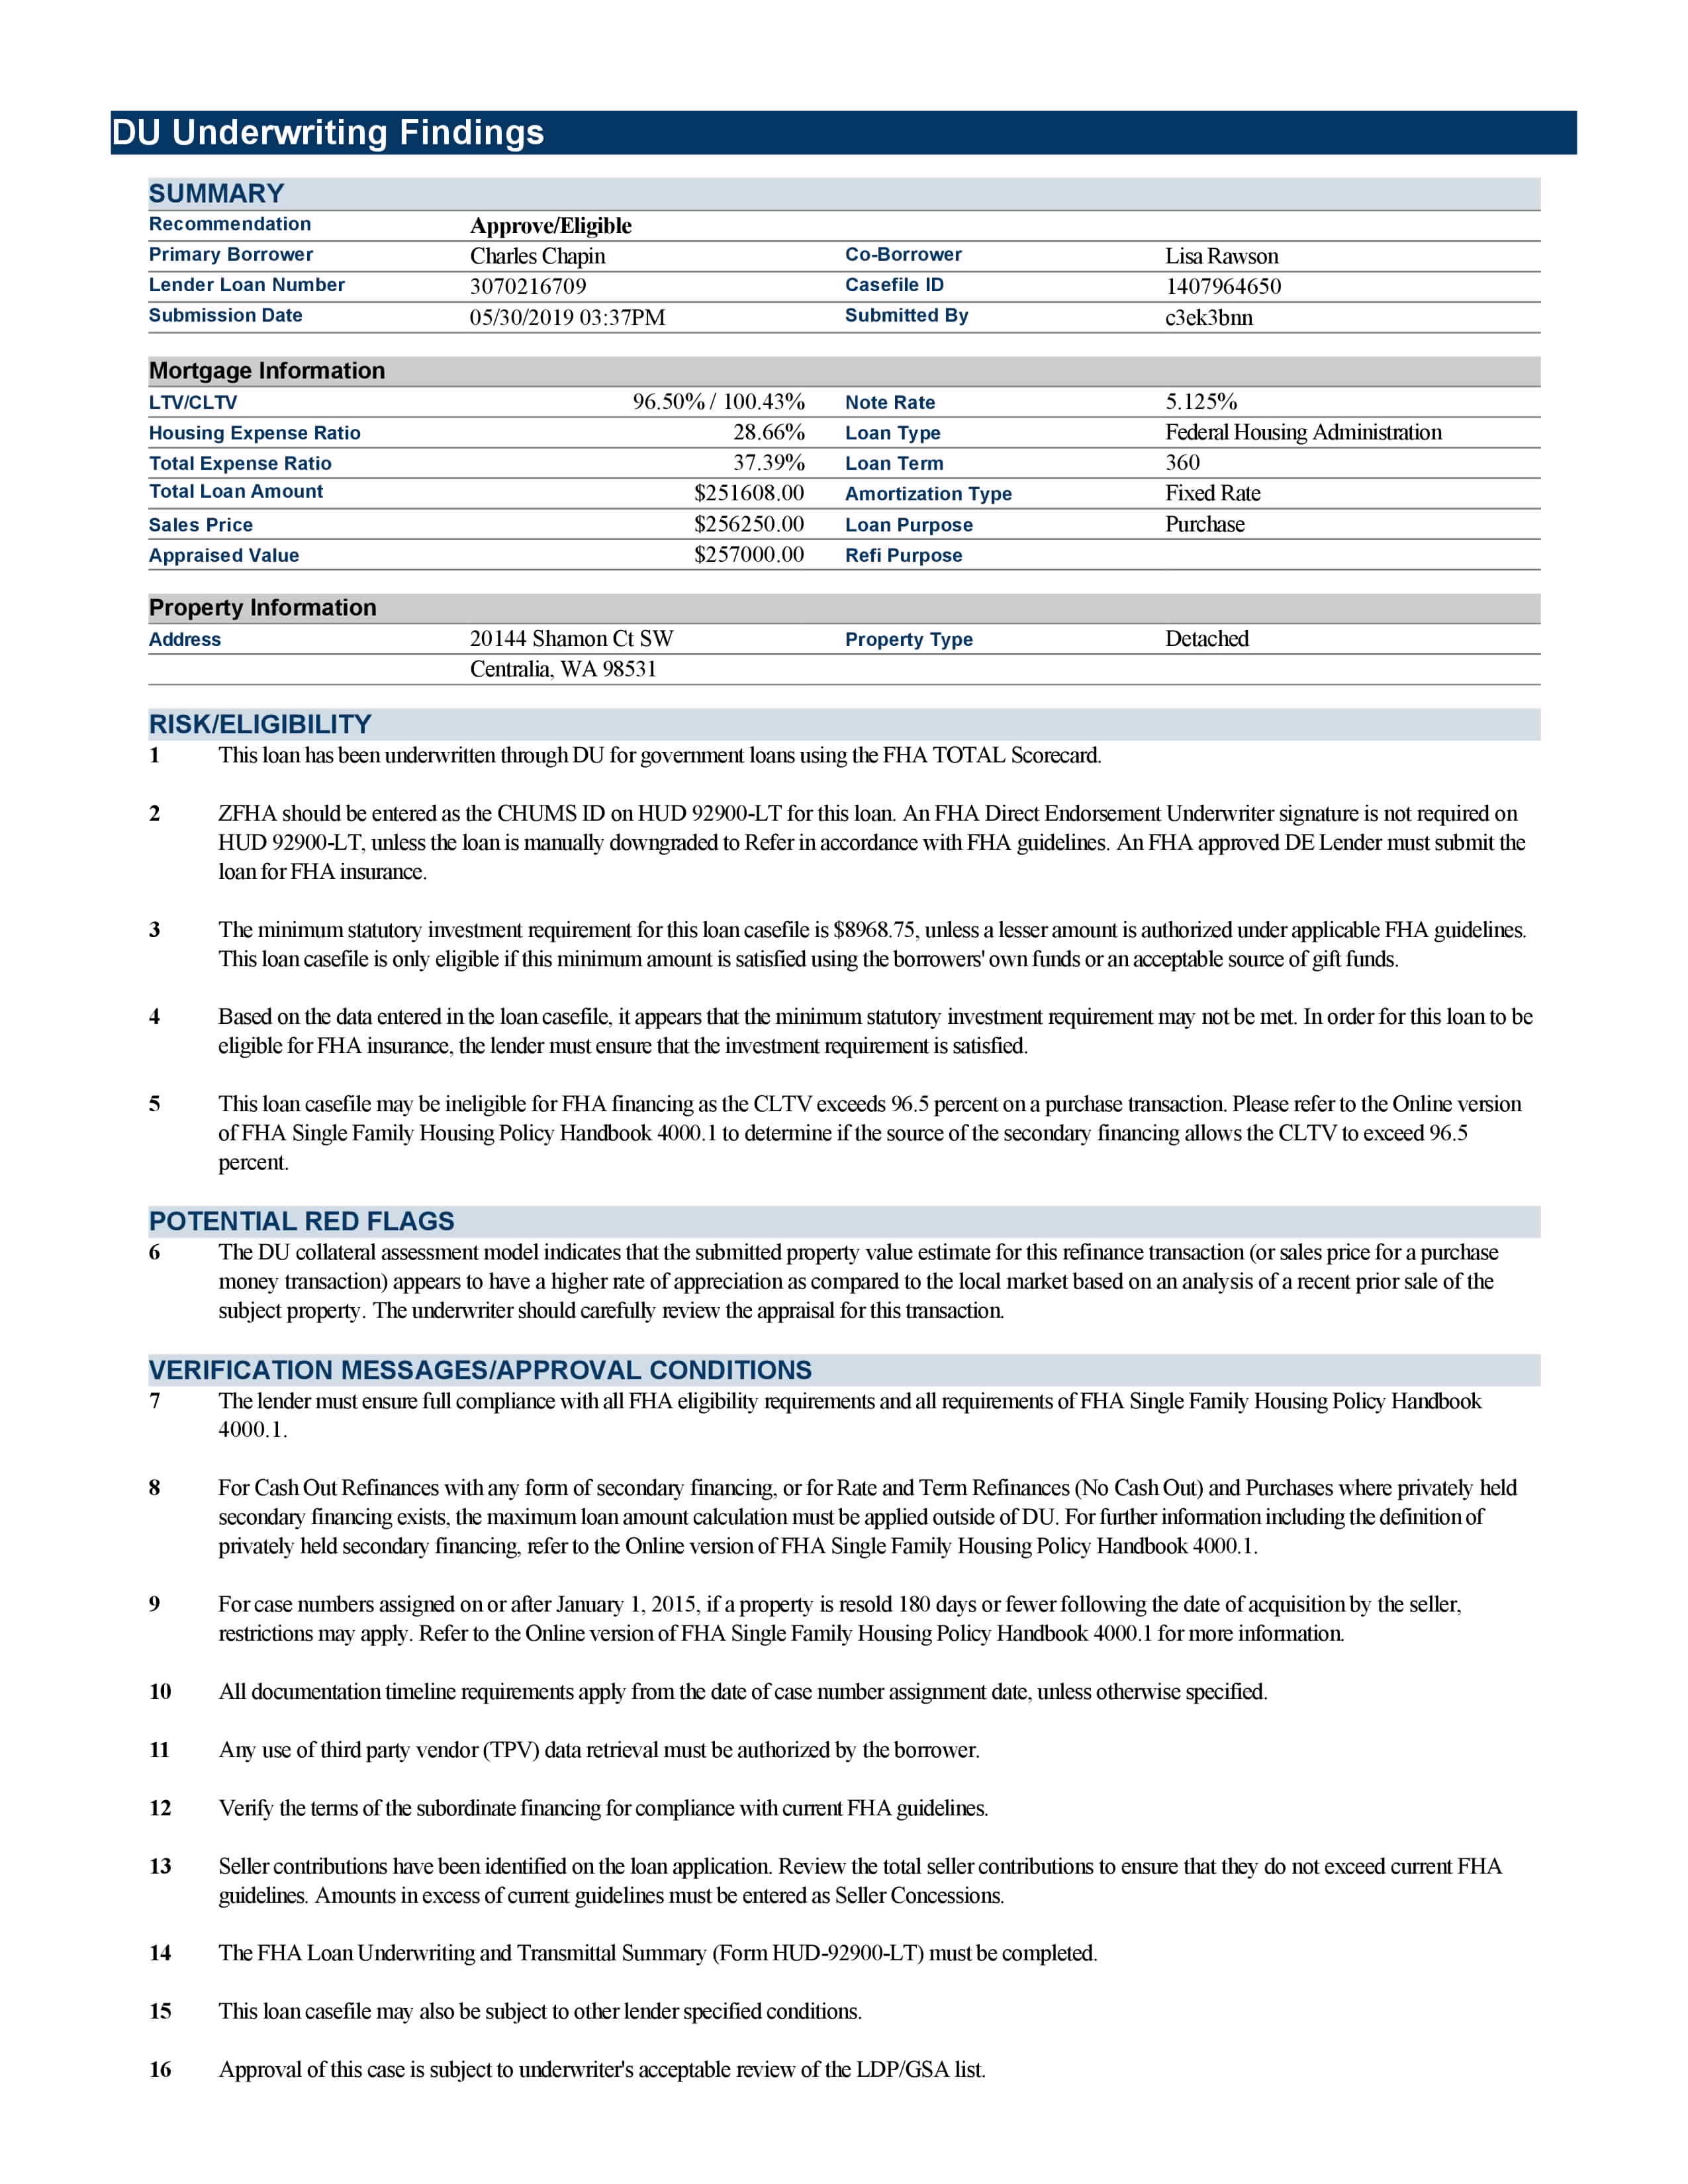 DU Underwriting Findings
SUMMARY
Recommendation Approve/Eligible
Primary Borrower Charles Chapin Co-Borrower Lisa Rawson
Lender Loan Number 3070216709 Casefile ID 1407964650
Submission Date 05/30/2019 03:37PM Submitted By c3ek3bnn
Mortgage Information
LTV/CLTV 96.50% / 100.43% Note Rate 5.125%
Housing Expense Ratio 28.66% Loan Type Federal Housing Administration
Total Expense Ratio 37.39% Loan Term 360
Total Loan Amount $251608.00 Amortization Type Fixed Rate
Sales Price $256250.00 Loan Purpose Purchase
Appraised Value $257000.00 Refi Purpose
Property Information
Address 20144 Shamon Ct SW Property Type Detached
Centralia, WA 98531
RISK/ELIGIBILITY
1 This loan has been underwritten through DU for government loans using the FHA TOTAL Scorecard.
2 ZFHA should be entered as the CHUMS ID on HUD 92900-LT for this loan. An FHA Direct Endorsement Underwriter signature is not required on
HUD 92900-LT, unless the loan is manually downgraded to Refer in accordance with FHA guidelines. An FHA approved DE Lender must submit the
loan for FHA insurance.
3 The minimum statutory investment requirement for this loan casefile is $8968.75, unless a lesser amount is authorized under applicable FHA guidelines.
This loan casefile is only eligible if this minimum amount is satisfied using the borrowers' own funds or an acceptable source of gift funds.
4 Based on the data entered in the loan casefile, it appears that the minimum statutory investment requirement may not be met. In order for this loan to be
eligible for FHA insurance, the lender must ensure that the investment requirement is satisfied.
5 This loan casefile may be ineligible for FHA financing as the CLTV exceeds 96.5 percent on a purchase transaction. Please refer to the Online version
of FHA Single Family Housing Policy Handbook 4000.1 to determine if the source of the secondary financing allows the CLTV to exceed 96.5
percent.
POTENTIAL RED FLAGS
6 The DU collateral assessment model indicates that the submitted property value estimate for this refinance transaction (or sales price for a purchase
money transaction) appears to have a higher rate of appreciation as compared to the local market based on an analysis of a recent prior sale of the
subject property. The underwriter should carefully review the appraisal for this transaction.
VERIFICATION MESSAGES/APPROVAL CONDITIONS
7 The lender must ensure full compliance with all FHA eligibility requirements and all requirements of FHA Single Family Housing Policy Handbook
4000.1.
8 For Cash Out Refinances with any form of secondary financing, or for Rate and Term Refinances (No Cash Out) and Purchases where privately held
secondary financing exists, the maximum loan amount calculation must be applied outside of DU. For further information including the definition of
privately held secondary financing, refer to the Online version of FHA Single Family Housing Policy Handbook 4000.1.
9 For case numbers assigned on or after January 1, 2015, if a property is resold 180 days or fewer following the date of acquisition by the seller,
restrictions may apply. Refer to the Online version of FHA Single Family Housing Policy Handbook 4000.1 for more information.
10 All documentation timeline requirements apply from the date of case number assignment date, unless otherwise specified.
11 Any use of third party vendor (TPV) data retrieval must be authorized by the borrower.
12 Verify the terms of the subordinate financing for compliance with current FHA guidelines.
13 Seller contributions have been identified on the loan application. Review the total seller contributions to ensure that they do not exceed current FHA
guidelines. Amounts in excess of current guidelines must be entered as Seller Concessions.
14 The FHA Loan Underwriting and Transmittal Summary (Form HUD-92900-LT) must be completed.
15 This loan casefile may also be subject to other lender specified conditions.
16 Approval of this case is subject to underwriter's acceptable review of the LDP/GSA list.